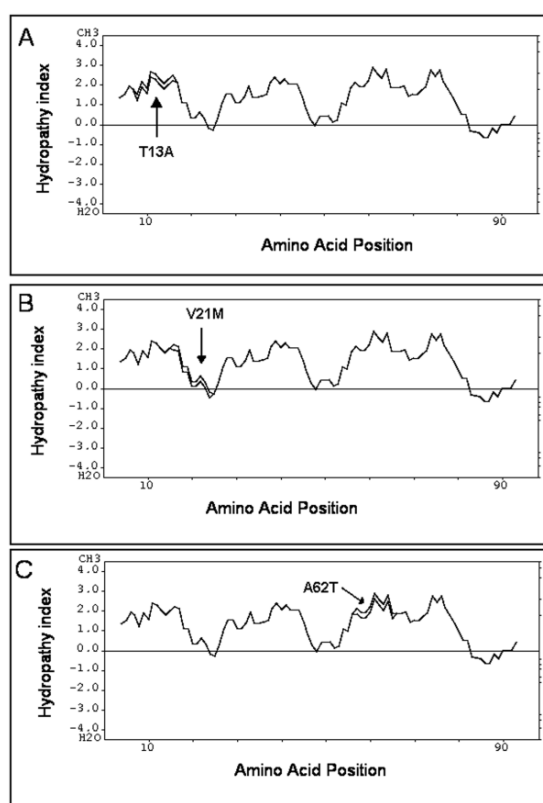 A
Hydropathy index
CH3
4.0
3.0
2.0
1.0
0.0
-1.0
-2.0
-3.0
-4.0
H2O
T13A
10
90
Amino Acid Position
B
Hydropathy index
CH3
4.0
3.0
2.0
1.0
0.0
-1.0
-2.0
-3.0
-4.0
H2O
V21M
10
90
Amino Acid Position
C
Hydropathy index
CH3
4.0
3.0
2.0
1.0
0.0
-1.0
-2.0
-3.0
-4.0
H2O
A62T
10
90
Amino Acid Position